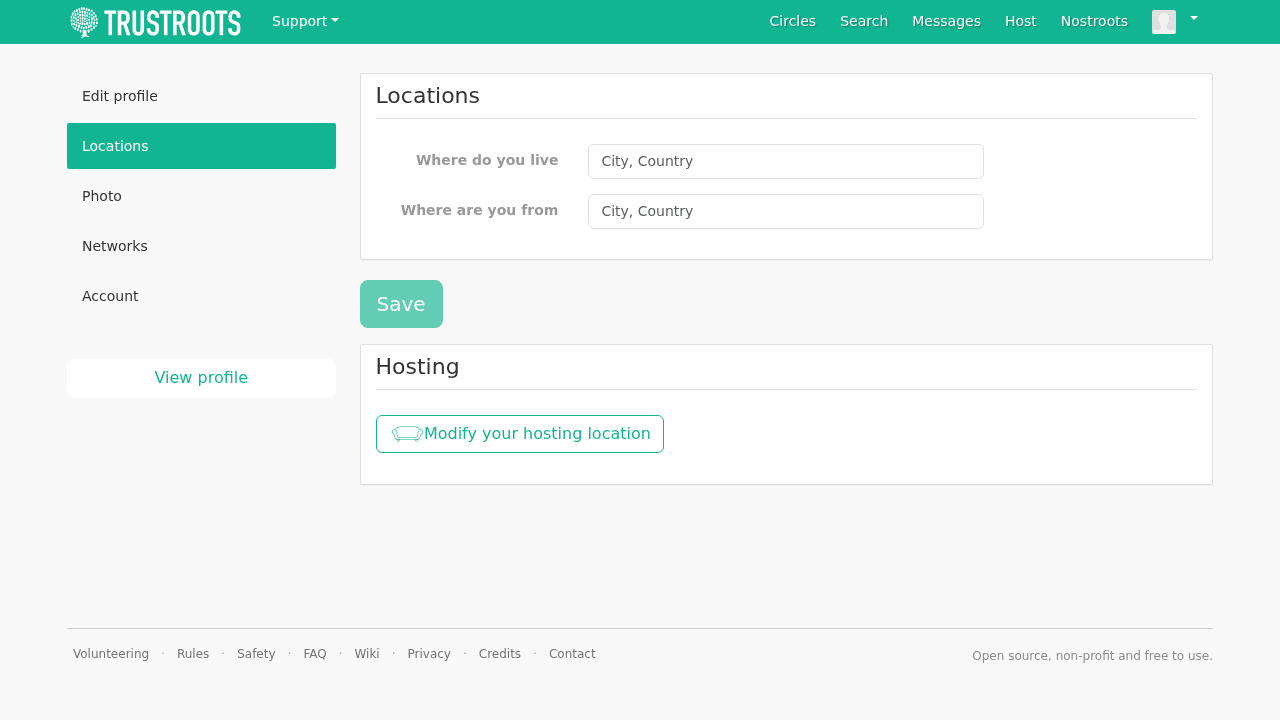 TRUSTROOTS Support Circles Search Messages Host Nostroots
Edit profile
Locations
Photo
Networks
Account
View profile
Locations
Where do you live City, Country
Where are you from City, Country
Save
Hosting
Modify your hosting location
Volunteering · Rules · Safety · FAQ · Wiki · Privacy · Credits · Contact
Open source, non-profit and free to use.